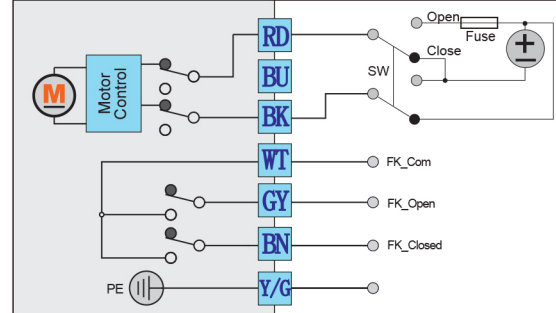 M
Motor
Control
RD
BU
BK
WT
GY
BN
Y/G
PE
Open
Fuse
Close
SW
+
−
FK_Com
FK_Open
FK_Closed